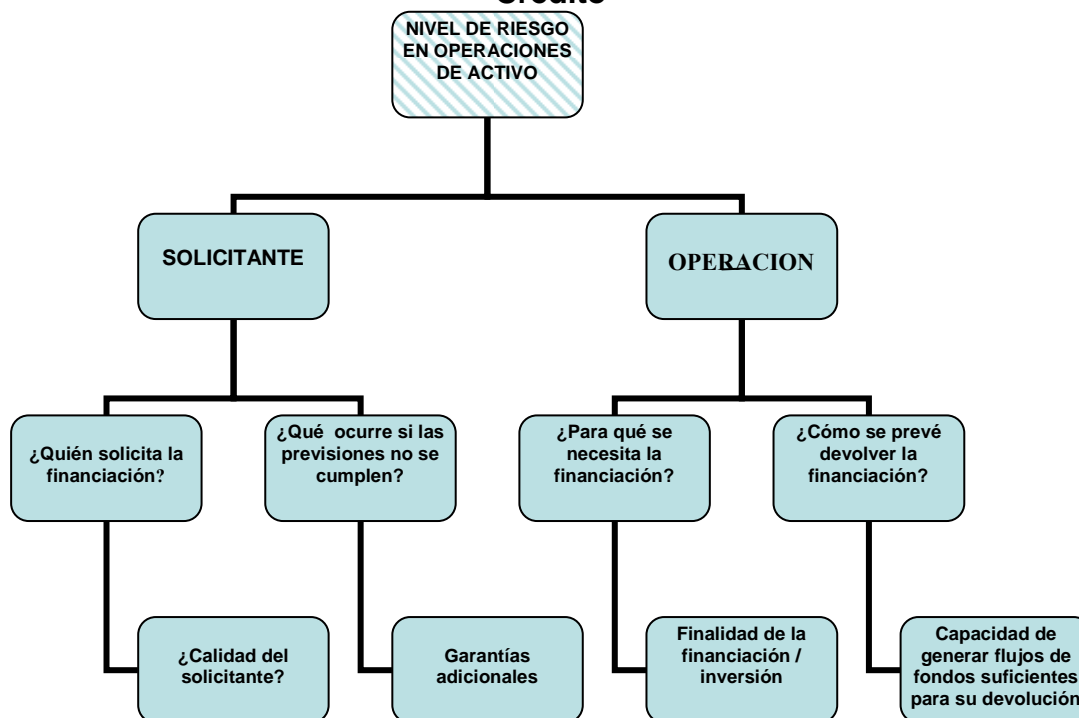 Crédito
NIVEL DE RIESGO
EN OPERACIONES
DE ACTIVO
SOLICITANTE
OPERACION
¿Quién solicita la
financiación?
¿Qué ocurre si las
previsiones no se
cumplen?
¿Para qué se
necesita la
financiación?
¿Cómo se prevé
devolver la
financiación?
¿Calidad del
solicitante?
Garantías
adicionales
Finalidad de la
financiación /
inversión
Capacidad de
generar flujos de
fondos suficientes
para su devolución